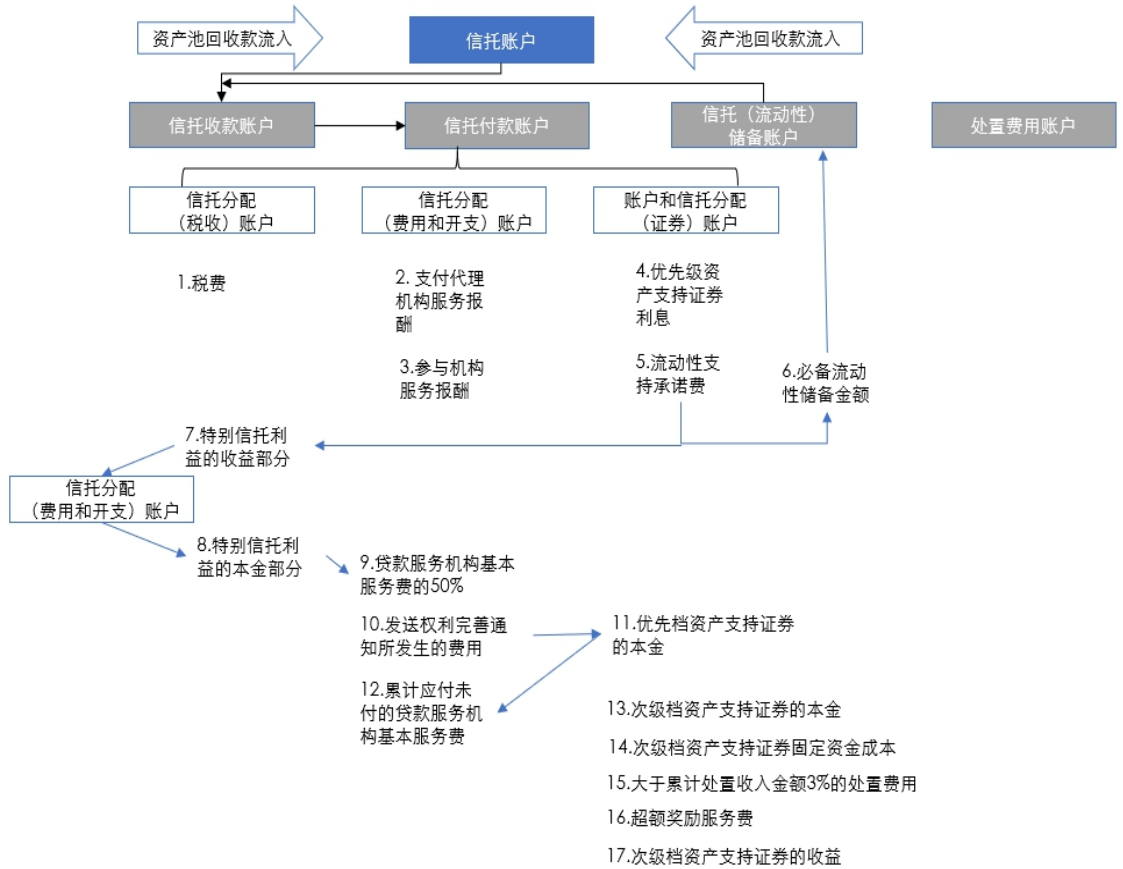 资产池回收款流入
信托账户
资产池回收款流入
信托收款账户
信托付款账户
信托（流动性）
储备账户
处置费用账户
信托分配
（税收）账户
信托分配
（费用和开支）账户
账户和信托分配
（证券）账户
1.税费
2. 支付代理
机构服务报
酬
3.参与机构
服务报酬
4.优先级资
产支持证券
利息
5.流动性支
持承诺费
6.必备流动
性储备金额
7.特别信托利
益的收益部分
信托分配
（费用和开支）账户
8.特别信托利
益的本金部分
9.贷款服务机构基本
服务费的50%
10.发送权利完善通
知所发生的费用
11.优先档资产支持证券
的本金
12.累计应付未
付的贷款服务机
构基本服务费
13.次级档资产支持证券的本金
14.次级档资产支持证券固定资金成本
15.大于累计处置收入金额3%的处置费用
16.超额奖励服务费
17.次级档资产支持证券的收益